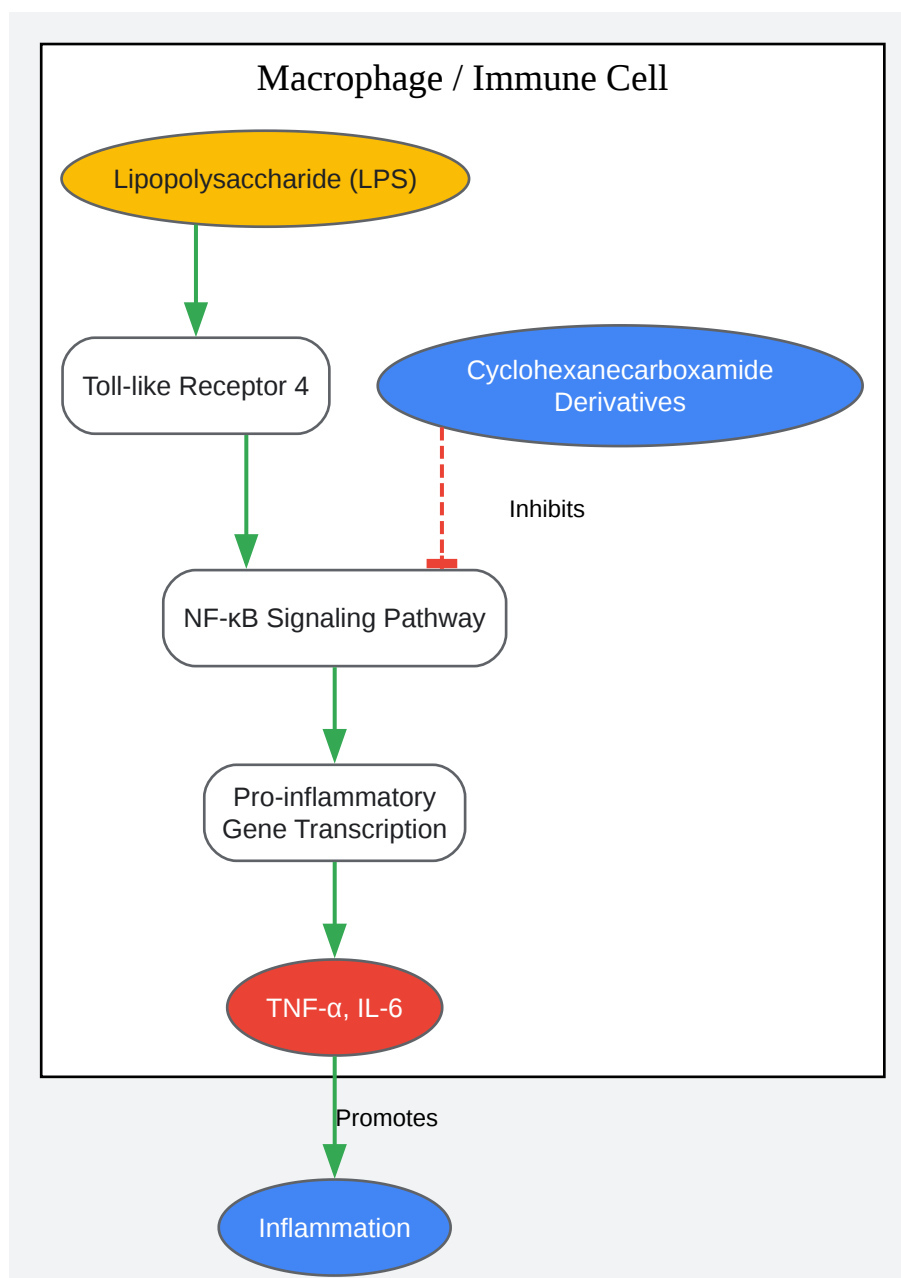 Macrophage / Immune Cell
Lipopolysaccharide (LPS)
Toll-like Receptor 4
Cyclohexanecarboxamide
Derivatives
Inhibits
NF-κB Signaling Pathway
Pro-inflammatory
Gene Transcription
TNF-α, IL-6
Promotes
Inflammation